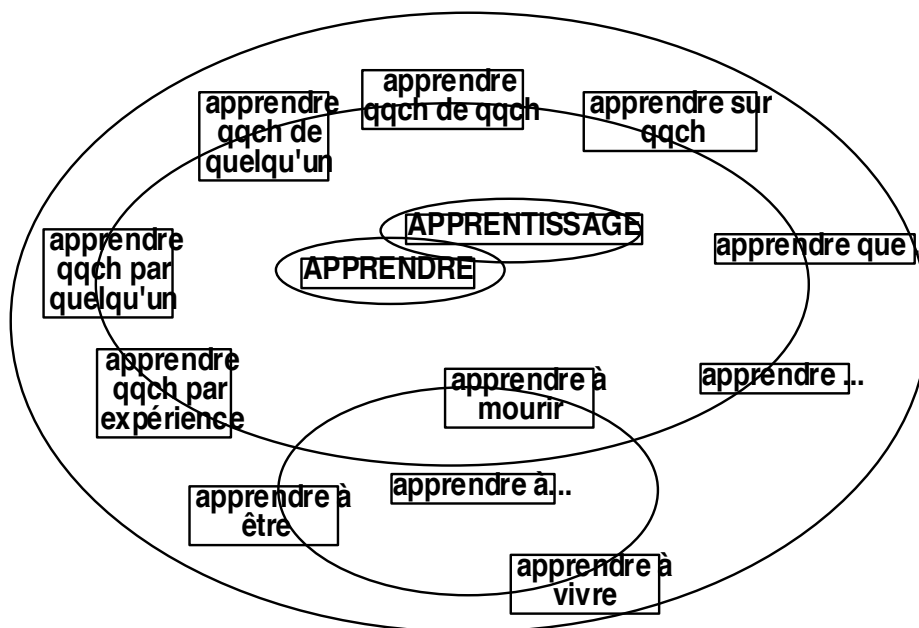 apprendre
qqch de qqch
apprendre
qqch de
quelqu'un
apprendre sur
qqch
APPRENTISSAGE
apprendre
qqch par
quelqu'un
apprendre que .
APPRENDRE
apprendre
qqch par
expérience
apprendre à
mourir
apprendre ...
apprendre à...
apprendre à
être
apprendre à
vivre